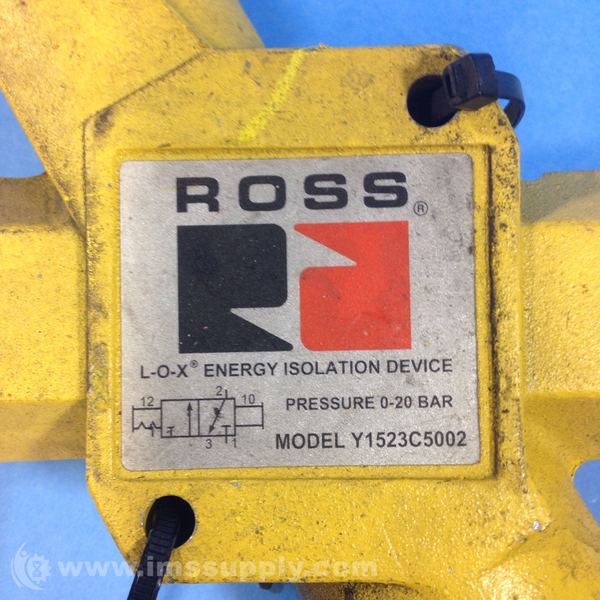 ROSS®
L-O-X® ENERGY ISOLATION DEVICE
12 2 10
3
PRESSURE 0-20 BAR
MODEL Y1523C5002
www.imssupply.com